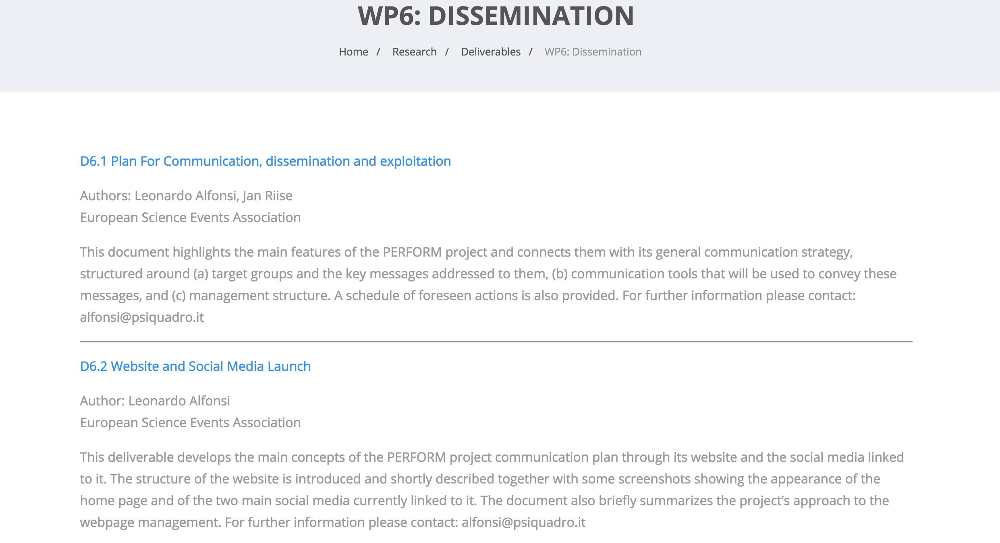 WP6: DISSEMINATION
Home / Research / Deliverables / WP6: Dissemination
D6.1 Plan For Communication, dissemination and exploitation
Authors: Leonardo Alfonsi, Jan Riise
European Science Events Association
This document highlights the main features of the PERFORM project and connects them with its general communication strategy,
structured around (a) target groups and the key messages addressed to them, (b) communication tools that will be used to convey these
messages, and (c) management structure. A schedule of foreseen actions is also provided. For further information please contact:
alfonsi@psiquadro.it
D6.2 Website and Social Media Launch
Author: Leonardo Alfonsi
European Science Events Association
This deliverable develops the main concepts of the PERFORM project communication plan through its website and the social media linked
to it. The structure of the website is introduced and shortly described together with some screenshots showing the appearance of the
home page and of the two main social media currently linked to it. The document also briefly summarizes the project’s approach to the
webpage management. For further information please contact: alfonsi@psiquadro.it